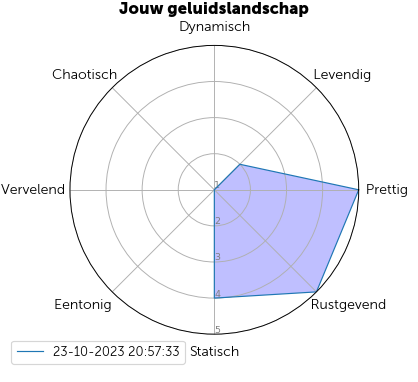 Jouw geluidslandschap
Dynamisch
Chaotisch
Levendig
Vervelend
1
Prettig
2
3
4
Eentonig
Rustgevend
5
23-10-2023 20:57:33
Statisch